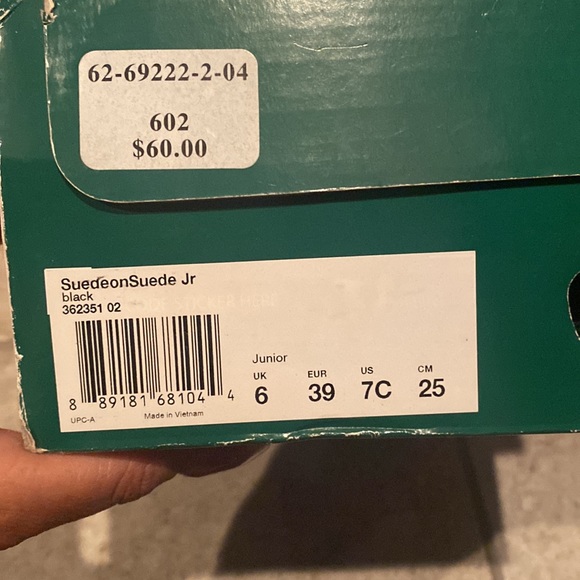 62-69222-2-04
602
$60.00
SuedeonSuede Jr
black
362351 02
8 89181 68104 4
UPC-A Made in Vietnam
Junior
UK EUR US CM
6 39 7C 25